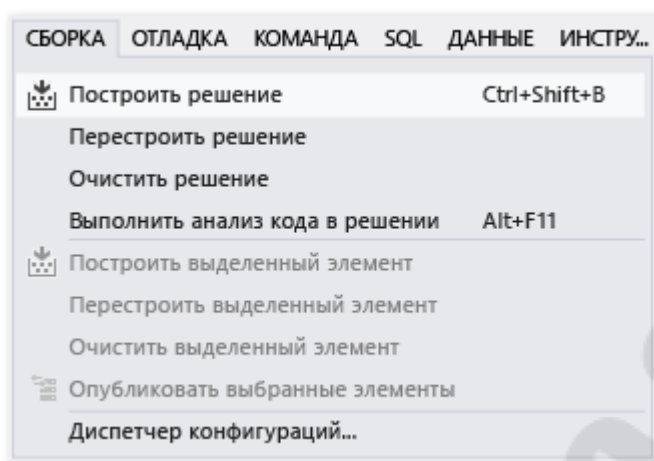 СБОРКА ОТЛАДКА КОМАНДА SQL ДАННЫЕ ИНСТРУ...
Построить решение Ctrl+Shift+B
Перестроить решение
Очистить решение
Выполнить анализ кода в решении Alt+F11
Построить выделенный элемент
Перестроить выделенный элемент
Очистить выделенный элемент
Опубликовать выбранные элементы
Диспетчер конфигураций...